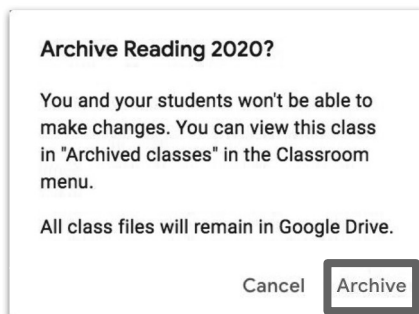 Archive Reading 2020?
You and your students won't be able to
make changes. You can view this class
in "Archived classes" in the Classroom
menu.
All class files will remain in Google Drive.
Cancel Archive